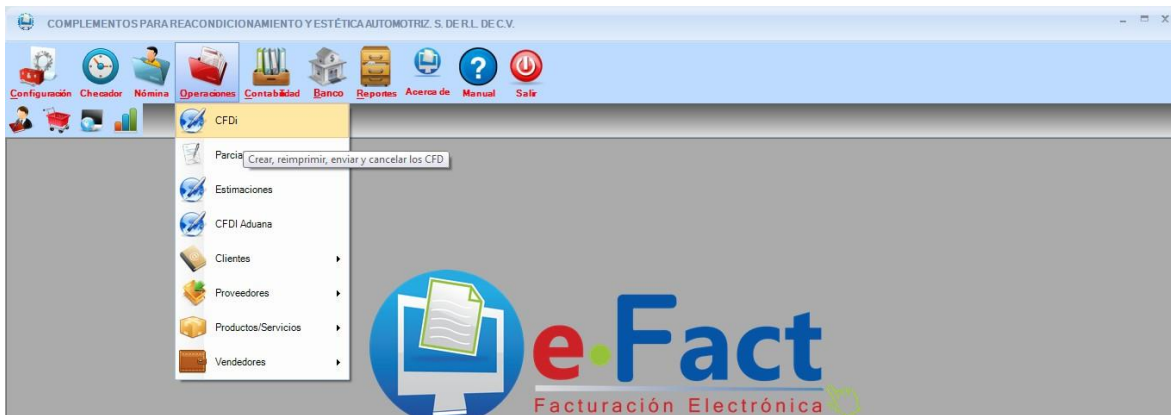 COMPLEMENTOS PARA REACONDICIONAMIENTO Y ESTÉTICA AUTOMOTRIZ. S. DE R.L. DE C.V.
Configuración Checador Nómina Operaciones Contabilidad Banco Reportes Acerca de Manual Salir
CFDi
Parcia
Crear, reimprimir, enviar y cancelar los CFD
Estimaciones
CFDI Aduana
Clientes
Proveedores
Productos/Servicios
Vendedores
e-Fact
Facturación Electrónica